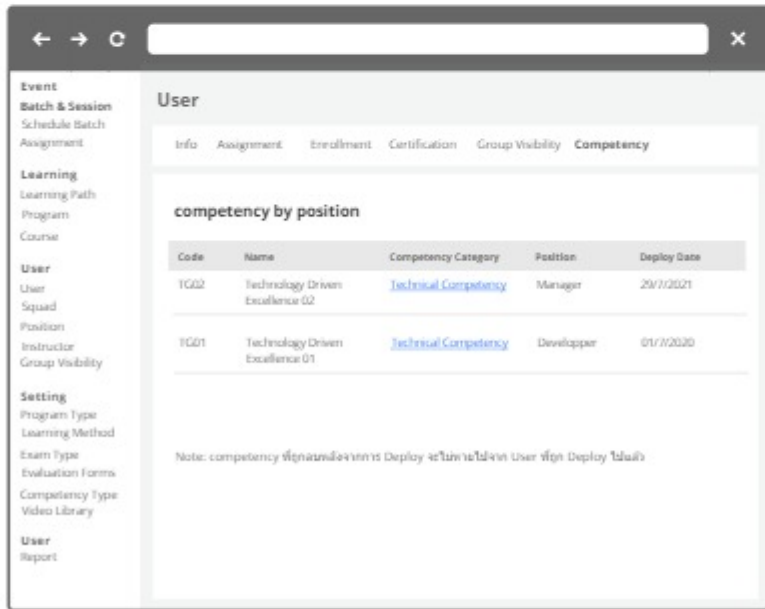 Event
Batch & Session
Schedule Batch
Assignment
Learning
Learning Path
Program
Course
User
User
Squad
Position
Instructor
Group Visibility
Setting
Program Type
Learning Method
Exam Type
Evaluation Forms
Competency Type
Video Library
User
Report
User
Info Assignment Enrollment Certification Group Visibility Competency
competency by position
Code Name Competency Category Position Deploy Date
TG02 Technology Driven Technical Competency Manager 29/7/2021
Excellence 02
TG01 Technology Driven Technical Competency Developper 01/7/2020
Excellence 01
Note: competency ที่ถูกลบหลังจากการ Deploy จะไม่หายไปจาก User ที่ถูก Deploy ไปแล้ว